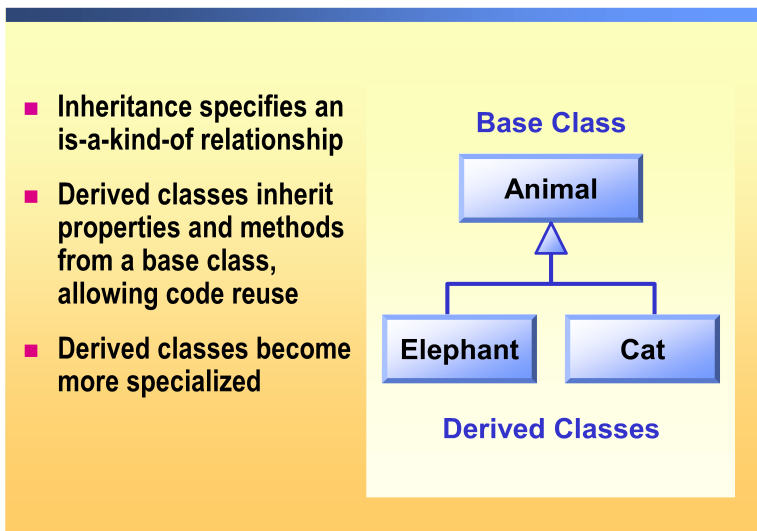 Inheritance specifies an
is-a-kind-of relationship
Derived classes inherit
properties and methods
from a base class,
allowing code reuse
Derived classes become
more specialized
Base Class
Animal
Elephant
Cat
Derived Classes